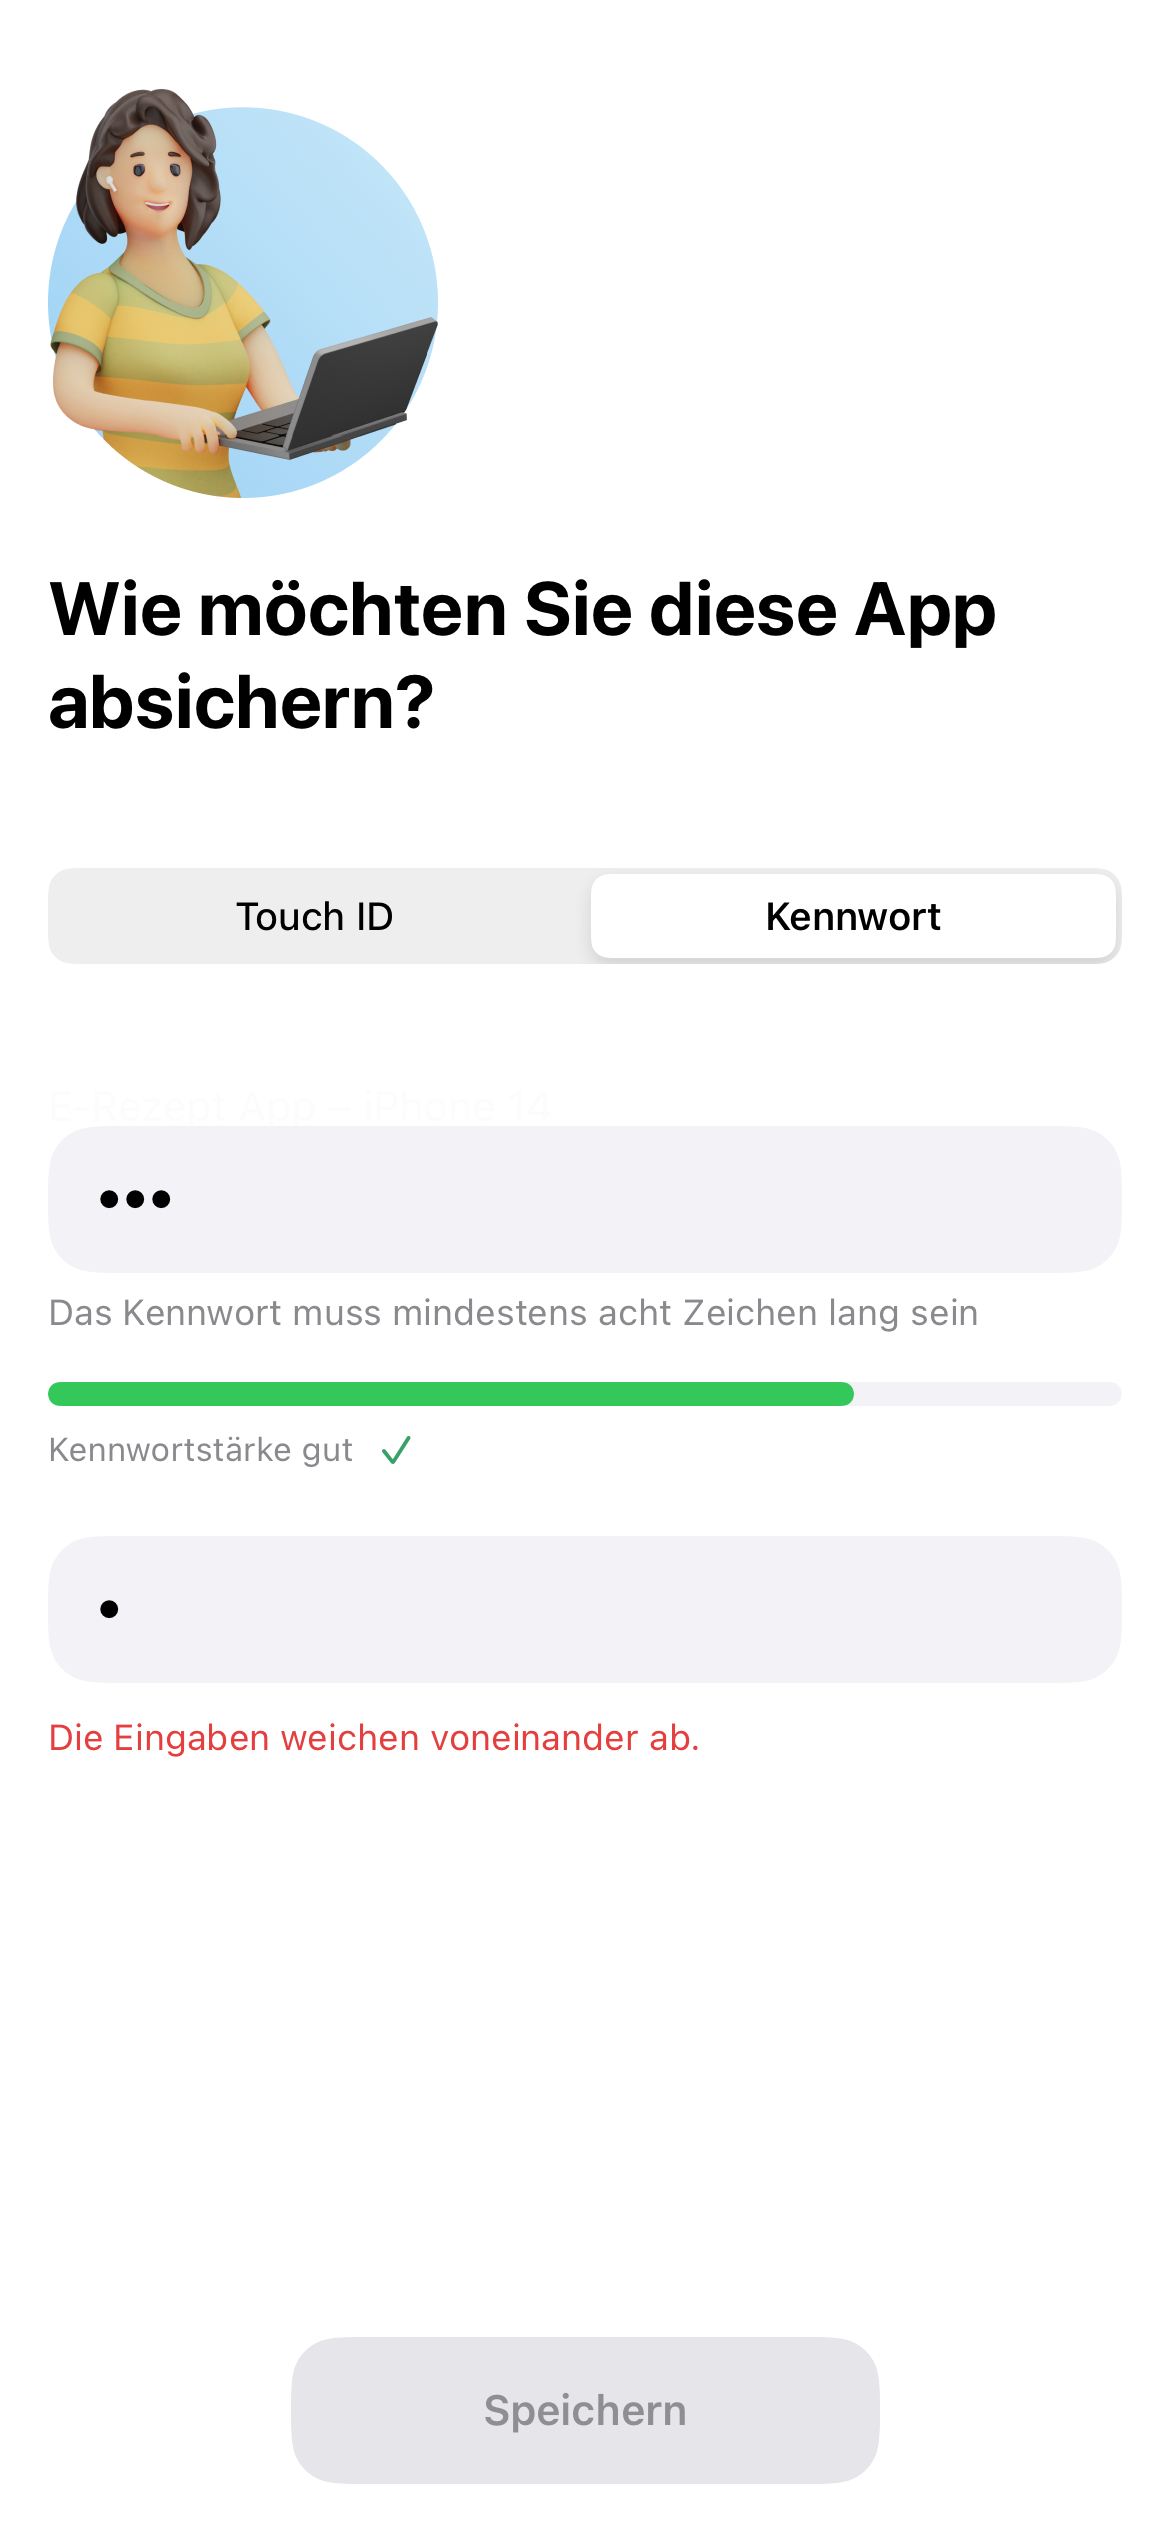 Wie möchten Sie diese App
absichern?
Touch ID
Kennwort
E-Rezept App – iPhone 14
•••
Das Kennwort muss mindestens acht Zeichen lang sein
Kennwortstärke gut
•
Die Eingaben weichen voneinander ab.
Speichern